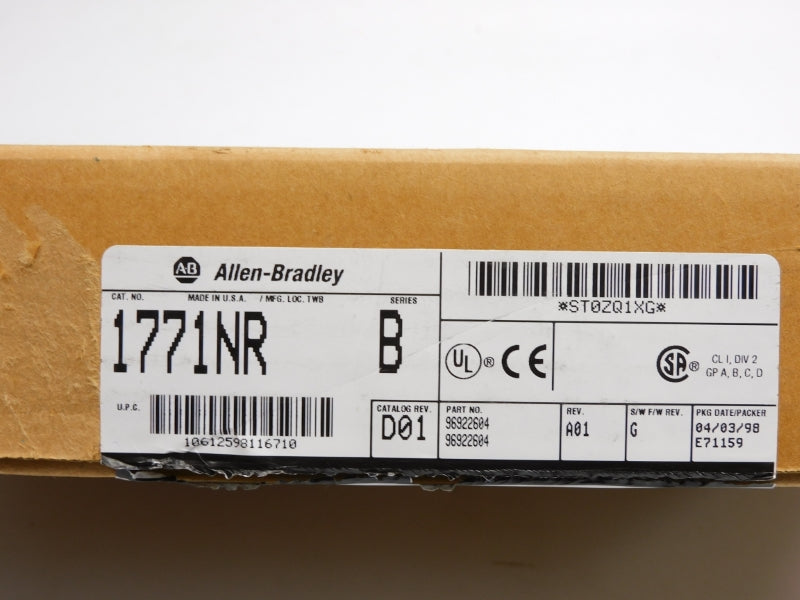 AB Allen-Bradley
CAT. NO. MADE IN U.S.A. / MFG. LOC. TWB SERIES
1771NR B
U.P.C.
10612598116710
CATALOG REV.
D01
*ST0ZQ1XG*
UL ® CE
SA ® CL I, DIV 2
GP A, B, C, D
PART NO.
96922604
96922604
REV.
A01
S/W F/W REV.
G
PKG DATE/PACKER
04/03/98
E71159